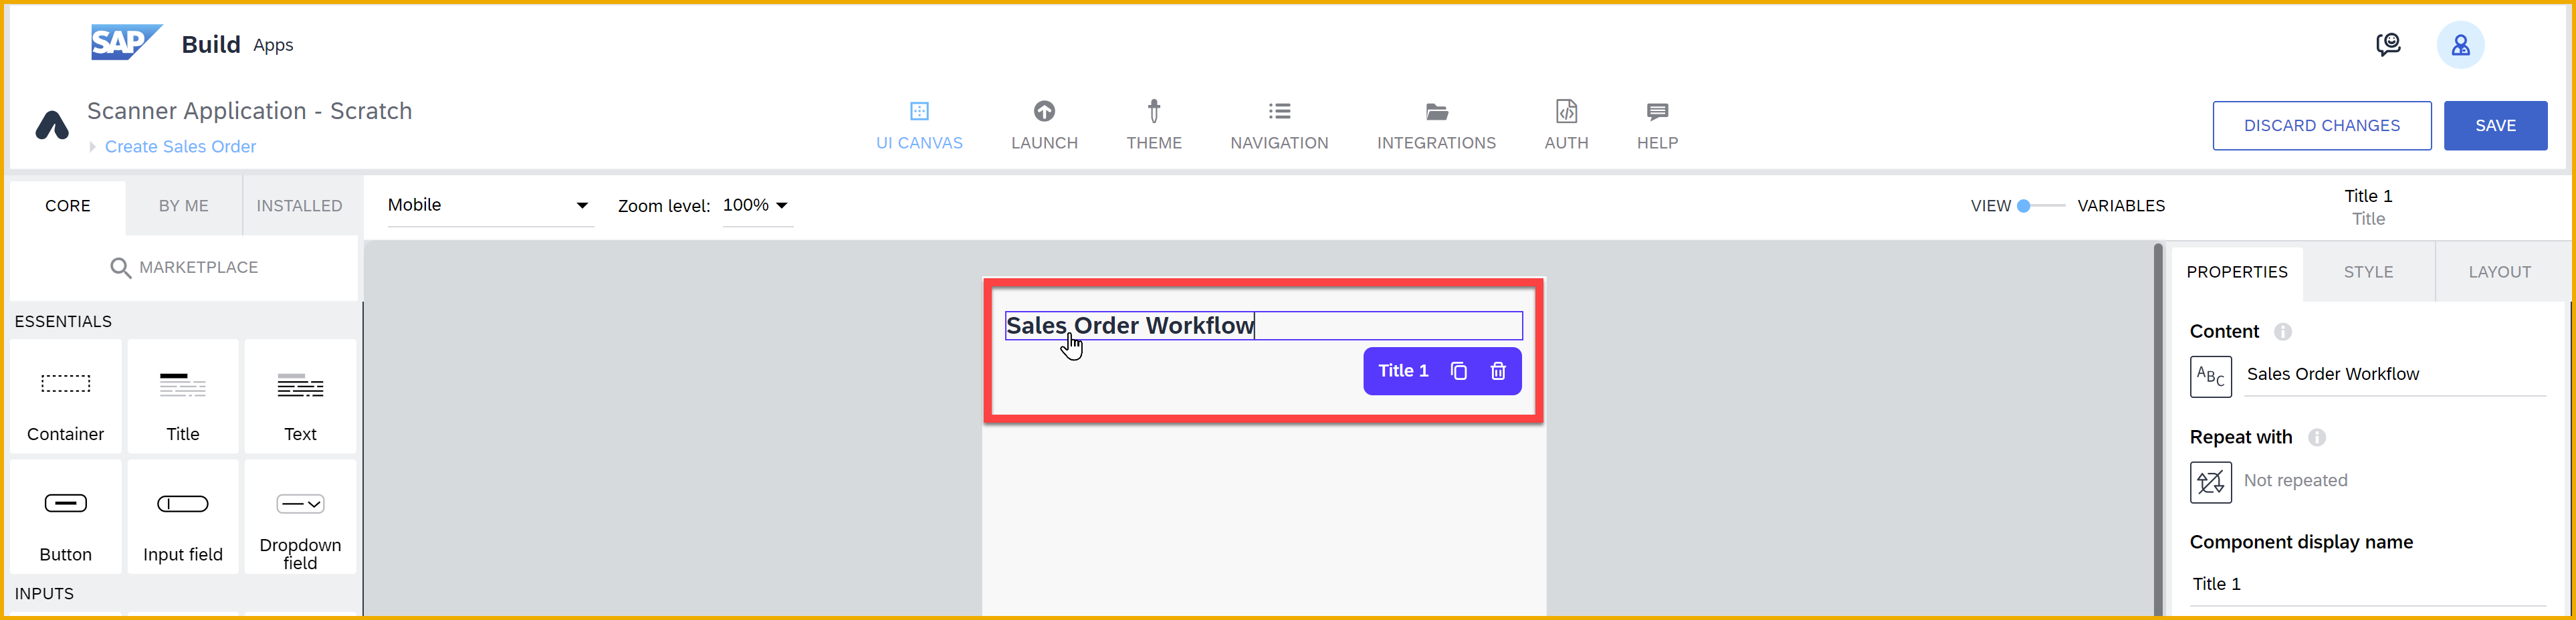 SAP Build Apps
Scanner Application - Scratch
Create Sales Order
UI CANVAS
LAUNCH
THEME
NAVIGATION
INTEGRATIONS
AUTH
HELP
DISCARD CHANGES
SAVE
CORE
BY ME
INSTALLED
MARKETPLACE
Mobile
Zoom level: 100%
VIEW
VARIABLES
Title 1
Title
ESSENTIALS
Container
Title
Text
Button
Input field
Dropdown
field
INPUTS
Sales Order Workflow
Title 1
PROPERTIES
STYLE
LAYOUT
Content
ABC
Sales Order Workflow
Repeat with
Not repeated
Component display name
Title 1